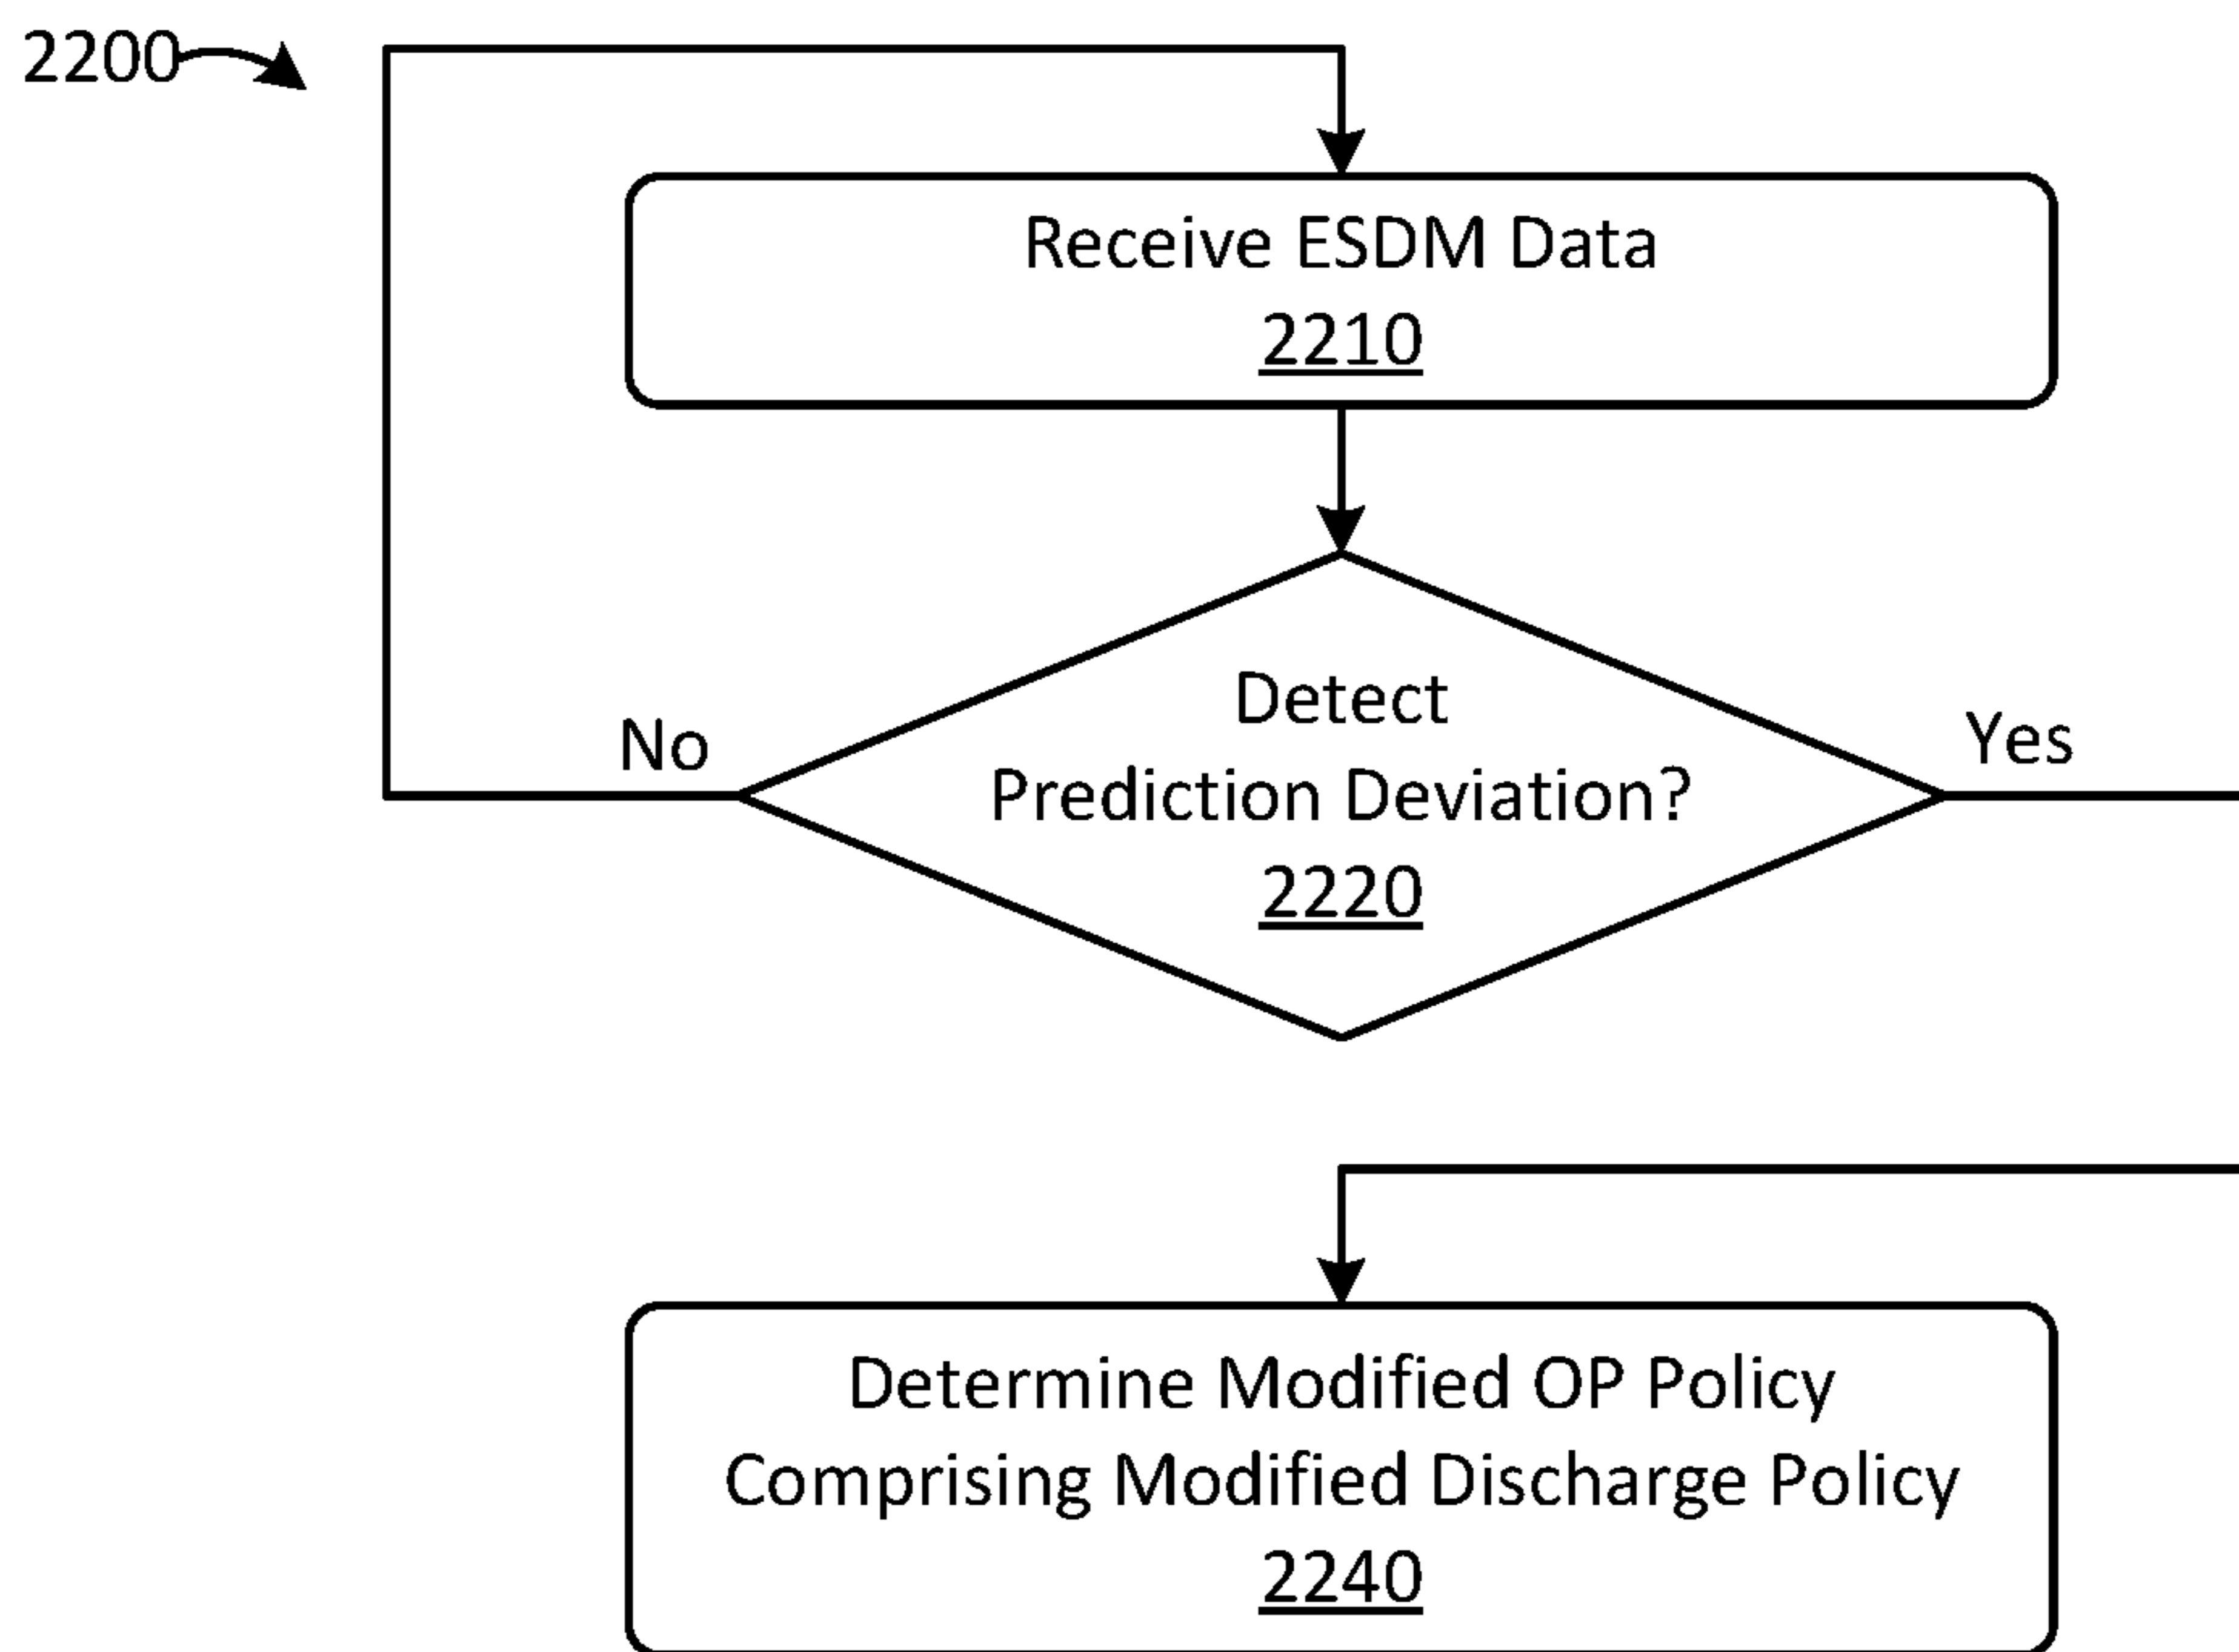 2200
Receive ESDM Data
2210
Detect
Prediction Deviation?
2220
No
Yes
Determine Modified OP Policy
Comprising Modified Discharge Policy
2240